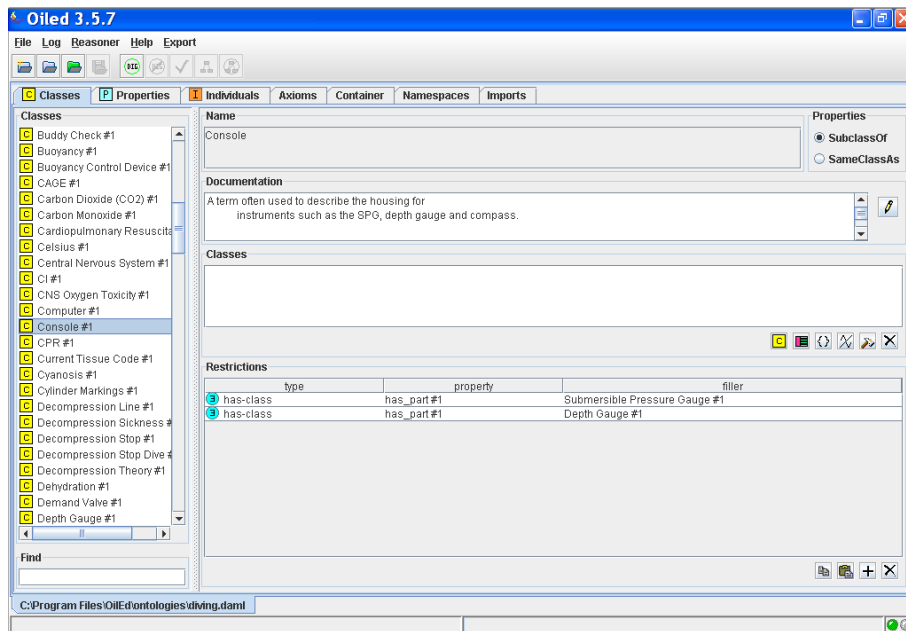 Oiled 3.5.7
File Log Reasoner Help Export
C Classes P Properties I Individuals Axioms Container Namespaces Imports
Classes
C Buddy Check #1
C Buoyancy #1
C Buoyancy Control Device #1
C CAGE #1
C Carbon Dioxide (CO2) #1
C Carbon Monoxide #1
C Cardiopulmonary Resuscita
C Celsius #1
C Central Nervous System #1
C CI #1
C CNS Oxygen Toxicity #1
C Computer #1
C Console #1
C CPR #1
C Current Tissue Code #1
C Cyanosis #1
C Cylinder Markings #1
C Decompression Line #1
C Decompression Sickness #
C Decompression Stop #1
C Decompression Stop Dive #
C Decompression Theory #1
C Dehydration #1
C Demand Valve #1
C Depth Gauge #1
Find
Name
Console
Properties
SubclassOf
SameClassAs
Documentation
A term often used to describe the housing for
instruments such as the SPG, depth gauge and compass.
Classes
C {}
Restrictions
type property filler
has-class has_part #1 Submersible Pressure Gauge #1
has-class has_part #1 Depth Gauge #1
C:\Program Files\OilEd\ontologies\diving.daml